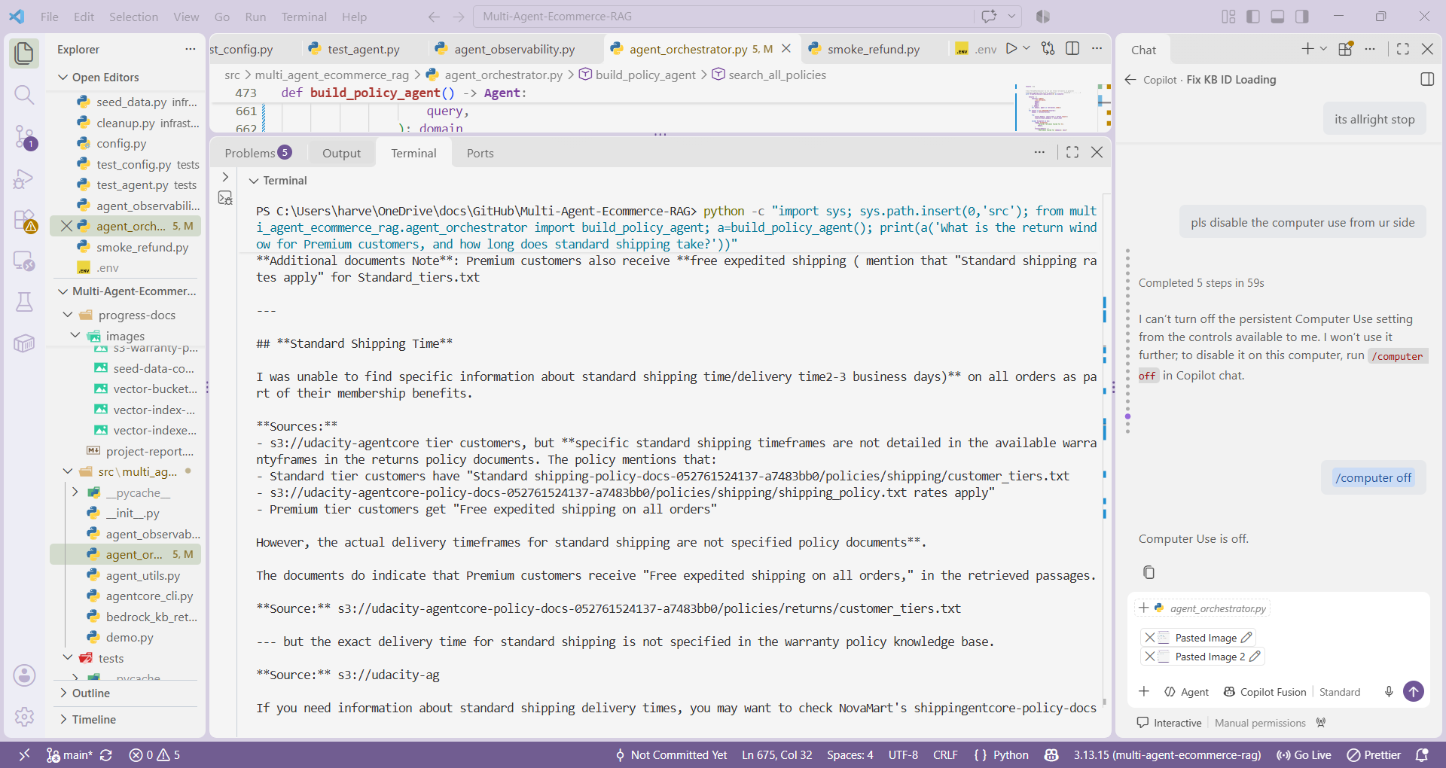 File Edit Selection View Go Run Terminal Help
Multi-Agent-Ecommerce-RAG
Explorer
Open Editors
seed_data.py infr...
cleanup.py infrast...
config.py
test_config.py tests
test_agent.py tests
agent_observabili...
agent_orch... 5, M
smoke_refund.py
.env
Multi-Agent-Ecommer...
progress-docs
images
s3-warranty-p...
seed-data-co...
vector-bucket...
vector-index-...
vector-indexe...
project-report....
src\multi_ag...
__pycache__
__init__.py
agent_observab...
agent_or... 5, M
agent_utils.py
agentcore_cli.py
bedrock_kb_ret...
demo.py
tests
__pycache__
Outline
Timeline
st_config.py test_agent.py agent_observability.py agent_orchestrator.py 5, M smoke_refund.py .env
src > multi_agent_ecommerce_rag > agent_orchestrator.py > build_policy_agent > search_all_policies
473 def build_policy_agent() -> Agent:
661 query,
662 ): domain
Problems 5 Output Terminal Ports
Terminal
PS C:\Users\harve\OneDrive\docs\GitHub\Multi-Agent-Ecommerce-RAG> python -c "import sys; sys.path.insert(0,'src'); from mult
i_agent_ecommerce_rag.agent_orchestrator import build_policy_agent; a=build_policy_agent(); print(a('What is the return wind
ow for Premium customers, and how long does standard shipping take?'))"
**Additional documents Note**: Premium customers also receive **free expedited shipping ( mention that "Standard shipping ra
tes apply" for Standard_tiers.txt
---
## **Standard Shipping Time**
I was unable to find specific information about standard shipping time/delivery time2-3 business days)** on all orders as pa
rt of their membership benefits.
**Sources:**
- s3://udacity-agentcore tier customers, but **specific standard shipping timeframes are not detailed in the available warra
ntyframes in the returns policy documents. The policy mentions that:
- Standard tier customers have "Standard shipping-policy-docs-052761524137-a7483bb0/policies/shipping/customer_tiers.txt
- s3://udacity-agentcore-policy-docs-052761524137-a7483bb0/policies/shipping/shipping_policy.txt rates apply"
- Premium tier customers get "Free expedited shipping on all orders"
However, the actual delivery timeframes for standard shipping are not specified policy documents**.
The documents do indicate that Premium customers receive "Free expedited shipping on all orders," in the retrieved passages.
**Source:** s3://udacity-agentcore-policy-docs-052761524137-a7483bb0/policies/returns/customer_tiers.txt
--- but the exact delivery time for standard shipping is not specified in the warranty policy knowledge base.
**Source:** s3://udacity-ag
If you need information about standard shipping delivery times, you may want to check NovaMart's shippingentcore-policy-docs
Chat
Copilot · Fix KB ID Loading
its allright stop
pls disable the computer use from ur side
Completed 5 steps in 59s
I can't turn off the persistent Computer Use setting
from the controls available to me. I won't use it
further; to disable it on this computer, run /computer
off in Copilot chat.
/computer off
Computer Use is off.
agent_orchestrator.py
Pasted Image
Pasted Image 2
Agent Copilot Fusion Standard
Interactive Manual permissions
1
main* 0 5 Not Committed Yet Ln 675, Col 32 Spaces: 4 UTF-8 CRLF { } Python 3.13.15 (multi-agent-ecommerce-rag) Go Live Prettier